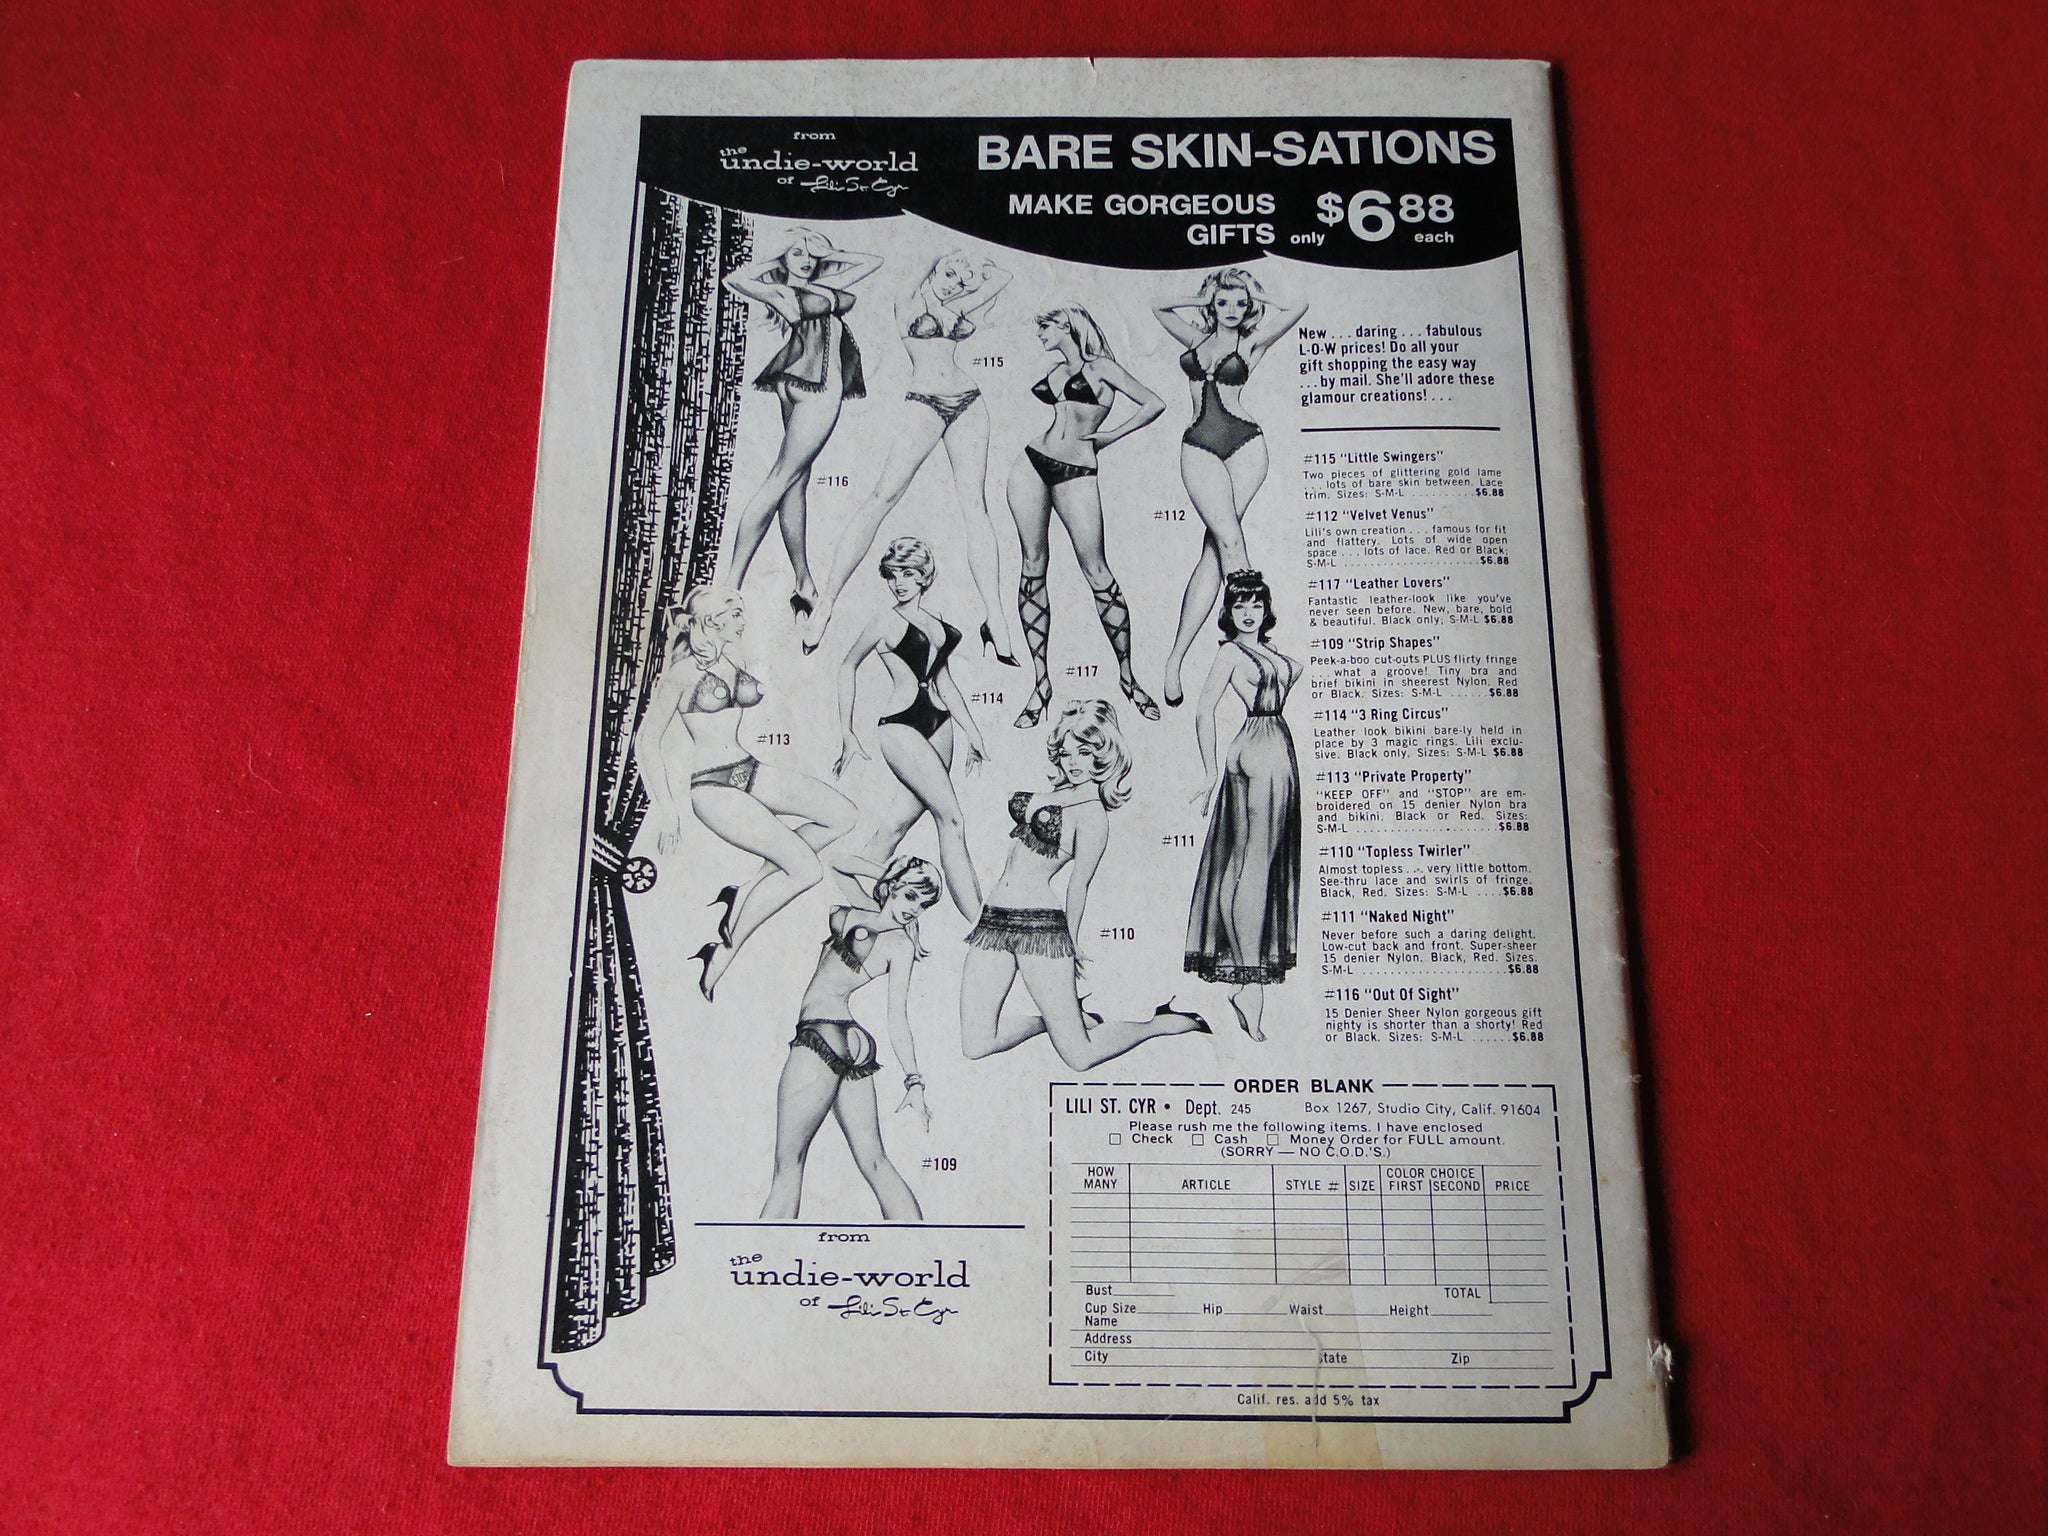 from
the
undie-world
of Lili St. Cyr
BARE SKIN-SATIONS
MAKE GORGEOUS
GIFTS only $6 88 each
New . . . daring . . . fabulous
L-O-W prices! Do all your
gift shopping the easy way
. . . by mail. She'll adore these
glamour creations! . . .
#115 "Little Swingers"
Two pieces of glittering gold lame
. . . lots of bare skin between. Lace
trim. Sizes: S-M-L . . . . . . . . . . $6.88
#112 "Velvet Venus"
Lili's own creation . . . famous for fit
and flattery. Lots of wide open
space . . . lots of lace. Red or Black;
S-M-L . . . . . . . . . . . . . . . . . . . . . $6.88
#117 "Leather Lovers"
Fantastic leather-look like you've
never seen before. New, bare, bold
& beautiful. Black only; S-M-L $6.88
#109 "Strip Shapes"
Peek-a-boo cut-outs PLUS flirty fringe
. . . what a groove! Tiny bra and
brief bikini in sheerest Nylon. Red
or Black. Sizes: S-M-L . . . . . . $6.88
#114 "3 Ring Circus"
Leather look bikini bare-ly held in
place by 3 magic rings. Lili exclu-
sive. Black only. Sizes: S-M-L $6.88
#113 "Private Property"
"KEEP OFF" and "STOP" are em-
broidered on 15 denier Nylon bra
and bikini. Black or Red. Sizes:
S-M-L . . . . . . . . . . . . . . . . . . . . . . $6.88
#110 "Topless Twirler"
Almost topless . . . very little bottom.
See-thru lace and swirls of fringe.
Black, Red. Sizes: S-M-L . . . . $6.88
#111 "Naked Night"
Never before such a daring delight.
Low-cut back and front. Super-sheer
15 denier Nylon. Black, Red. Sizes.
S-M-L . . . . . . . . . . . . . . . . . . . . . . $6.88
#116 "Out Of Sight"
15 Denier Sheer Nylon gorgeous gift
nighty is shorter than a shorty! Red
or Black. Sizes: S-M-L . . . . . . $6.88
#116
#115
#117
#112
#113
STOP
#114
#110
#111
#109
from
the
undie-world
of Lili St. Cyr
ORDER BLANK
LILI ST. CYR • Dept. 245 Box 1267, Studio City, Calif. 91604
Please rush me the following items. I have enclosed
☐ Check ☐ Cash ☐ Money Order for FULL amount.
(SORRY — NO C.O.D.'S.)
HOW MANY ARTICLE STYLE # SIZE COLOR CHOICE FIRST SECOND PRICE
Bust TOTAL
Cup Size Hip Waist Height
Name
Address
City State Zip
Calif. res. add 5% tax